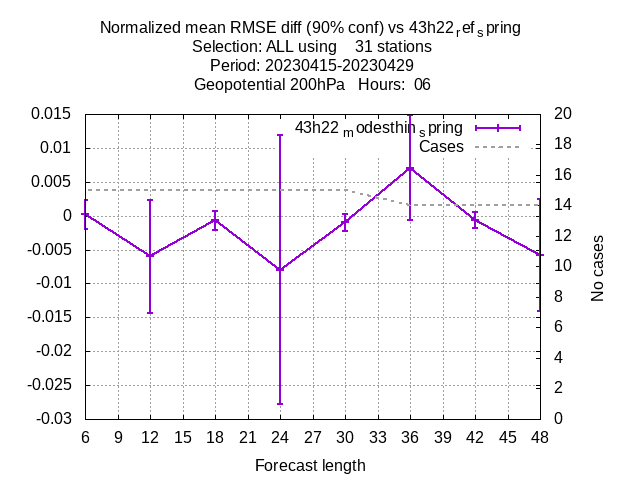 Normalized mean RMSE diff (90% conf) vs 43h22_ref_spring
Selection: ALL using 31 stations
Period: 20230415-20230429
Geopotential 200hPa Hours: 06
43h22_modesthin_spring
Cases
0.015
0.01
0.005
0
-0.005
-0.01
-0.015
-0.02
-0.025
-0.03
20
18
16
14
12
10
8
6
4
2
0
No cases
6 9 12 15 18 21 24 27 30 33 36 39 42 45 48
Forecast length